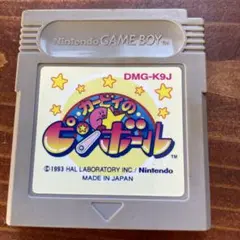 Nintendo GAME BOY
DMG-K9J
カービィの
ピンボール
TM
©1993 HAL LABORATORY INC./Nintendo
MADE IN JAPAN